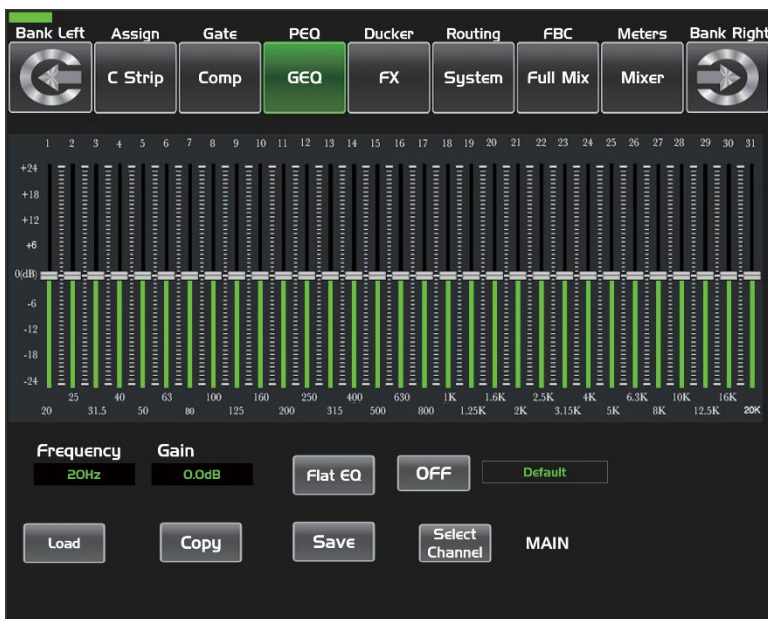 Bank Left Assign Gate PEQ Ducker Routing FBC Meters Bank Right
C Strip Comp GEQ FX System Full Mix Mixer
1 2 3 4 5 6 7 8 9 10 11 12 13 14 15 16 17 18 19 20 21 22 23 24 25 26 27 28 29 30 31
+24
+18
+12
+6
0(dB)
-6
-12
-18
-24
25 40 63 100 160 250 400 630 1K 1.6K 2.5K 4K 6.3K 10K 16K
20 31.5 50 80 125 200 315 500 800 1.25K 2K 3.15K 5K 8K 12.5K 20K
Frequency Gain
20Hz 0.0dB Flat EQ OFF Default
Load Copy Save Select Channel MAIN